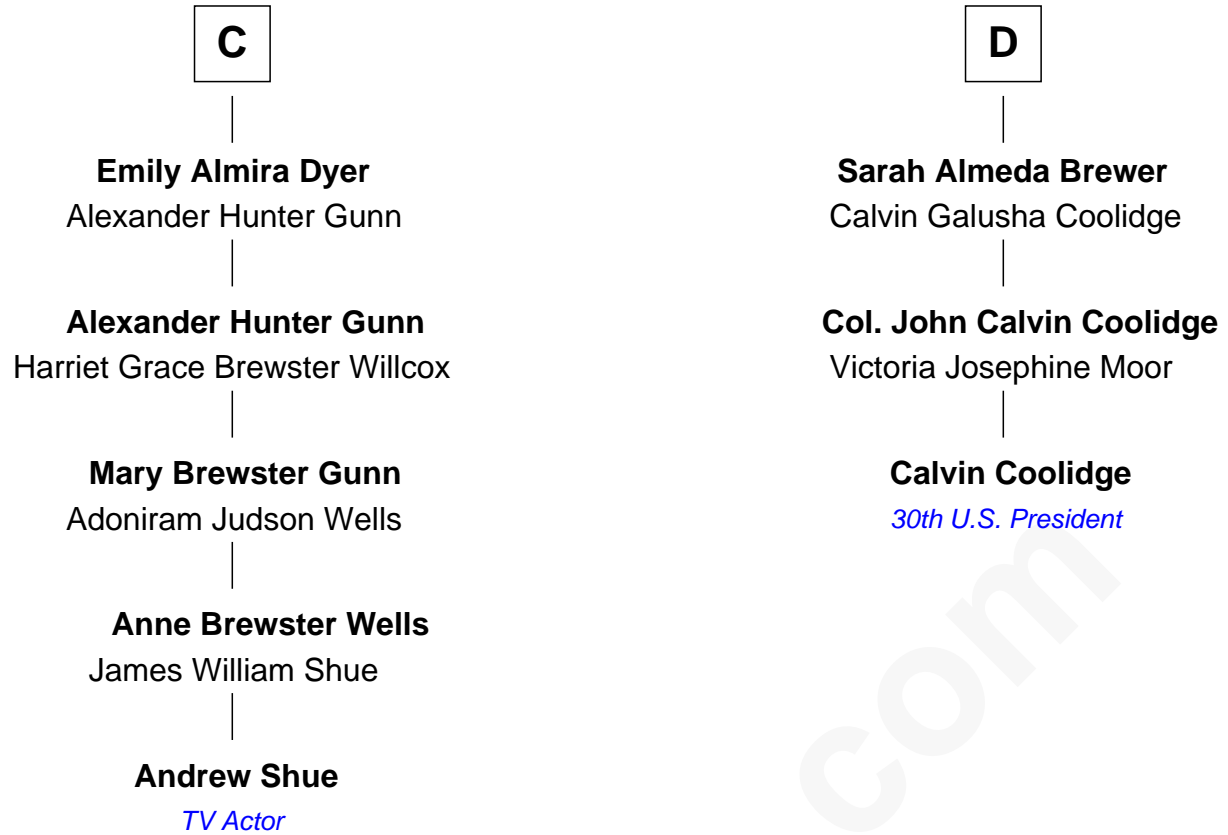 C
Emily Almira Dyer
Alexander Hunter Gunn
Alexander Hunter Gunn
Harriet Grace Brewster Willcox
Mary Brewster Gunn
Adoniram Judson Wells
Anne Brewster Wells
James William Shue
Andrew Shue
TV Actor
D
Sarah Almeda Brewer
Calvin Galusha Coolidge
Col. John Calvin Coolidge
Victoria Josephine Moor
Calvin Coolidge
30th U.S. President
com